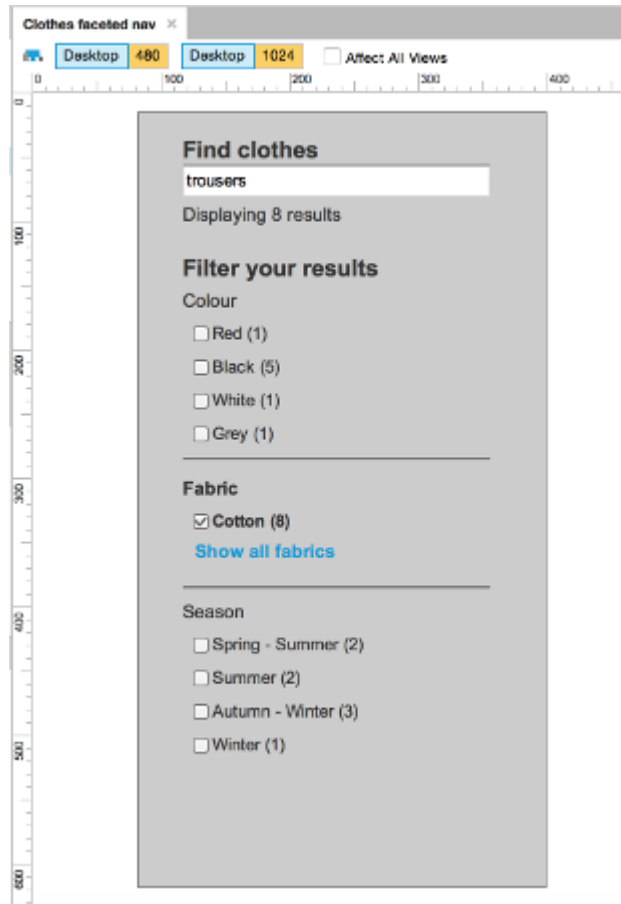 Clothes faceted nav ×
Desktop 480 Desktop 1024 Affect All Views
0 100 200 300 400
0
100
200
300
400
500
600
Find clothes
trousers
Displaying 8 results
Filter your results
Colour
Red (1)
Black (5)
White (1)
Grey (1)
Fabric
Cotton (8)
Show all fabrics
Season
Spring - Summer (2)
Summer (2)
Autumn - Winter (3)
Winter (1)